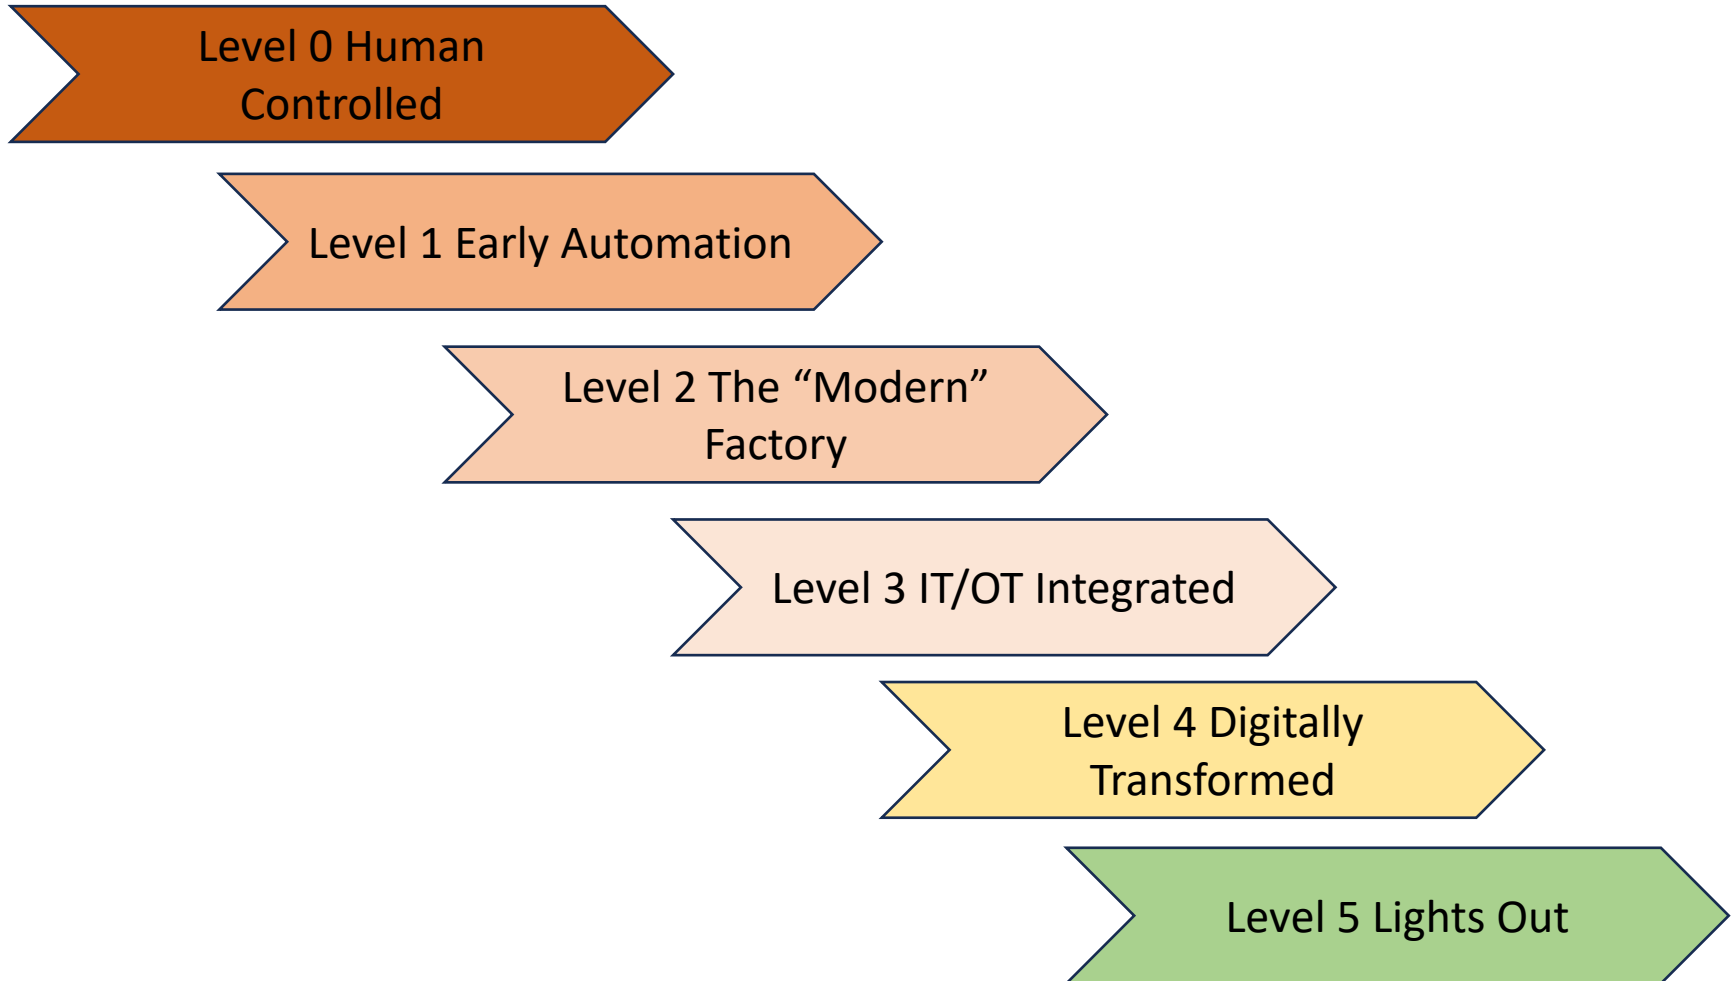 Level 0 Human
Controlled
Level 1 Early Automation
Level 2 The “Modern”
Factory
Level 3 IT/OT Integrated
Level 4 Digitally
Transformed
Level 5 Lights Out